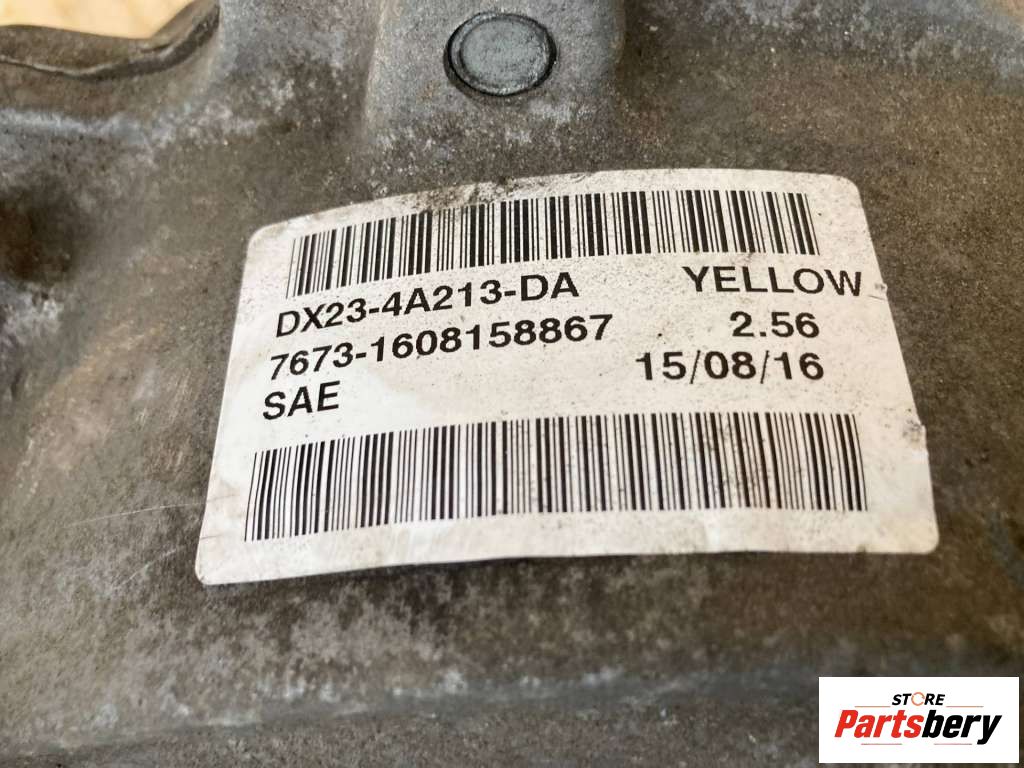 DX23-4A213-DA YELLOW
7673-1608158867 2.56
SAE 15/08/16
STORE
Partsbery